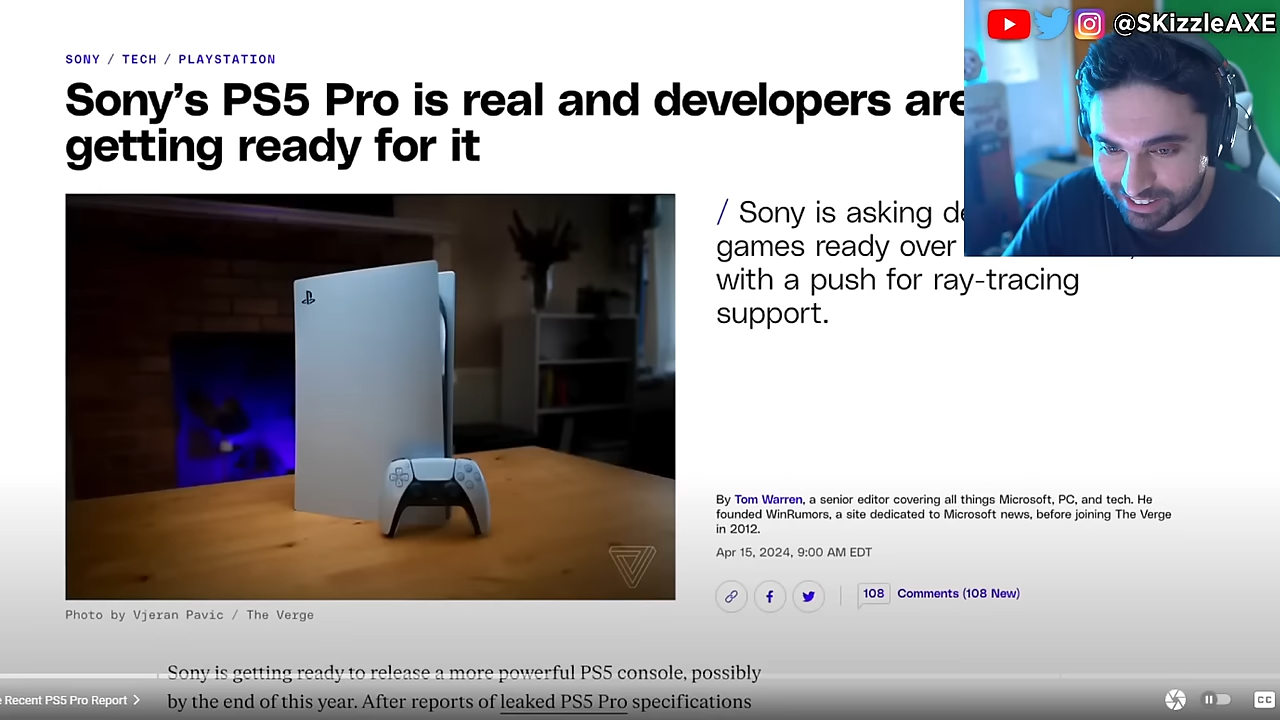 @SKizzleAXE
SONY / TECH / PLAYSTATION
Sony's PS5 Pro is real and developers are
getting ready for it
/ Sony is asking
games ready over
with a push for ray-tracing
support.
By Tom Warren, a senior editor covering all things Microsoft, PC, and tech. He
founded WinRumors, a site dedicated to Microsoft news, before joining The Verge
in 2012.
Apr 15, 2024, 9:00 AM EDT
108 Comments (108 New)
Photo by Vjeran Pavic / The Verge
Sony is getting ready to release a more powerful PS5 console, possibly
by the end of this year. After reports of leaked PS5 Pro specifications
Recent PS5 Pro Report >
CC